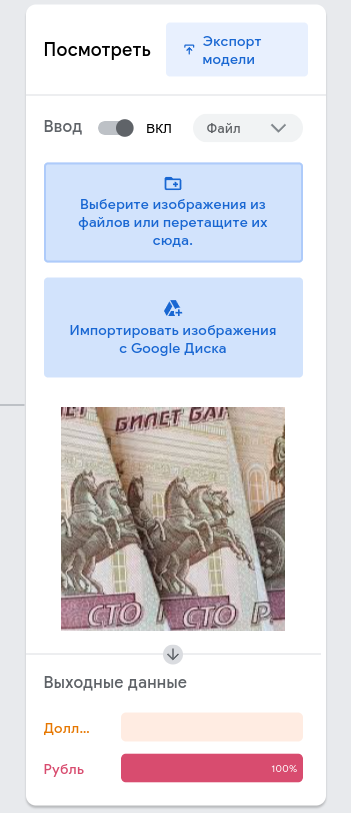 Посмотреть
Экспорт
модели
Ввод
ВКЛ
Файл
Выберите изображения из
файлов или перетащите их
сюда.
Импортировать изображения
с Google Диска
БИЛЕТ БАН
СТО
СТО Р
Выходные данные
Долл...
Рубль
100%